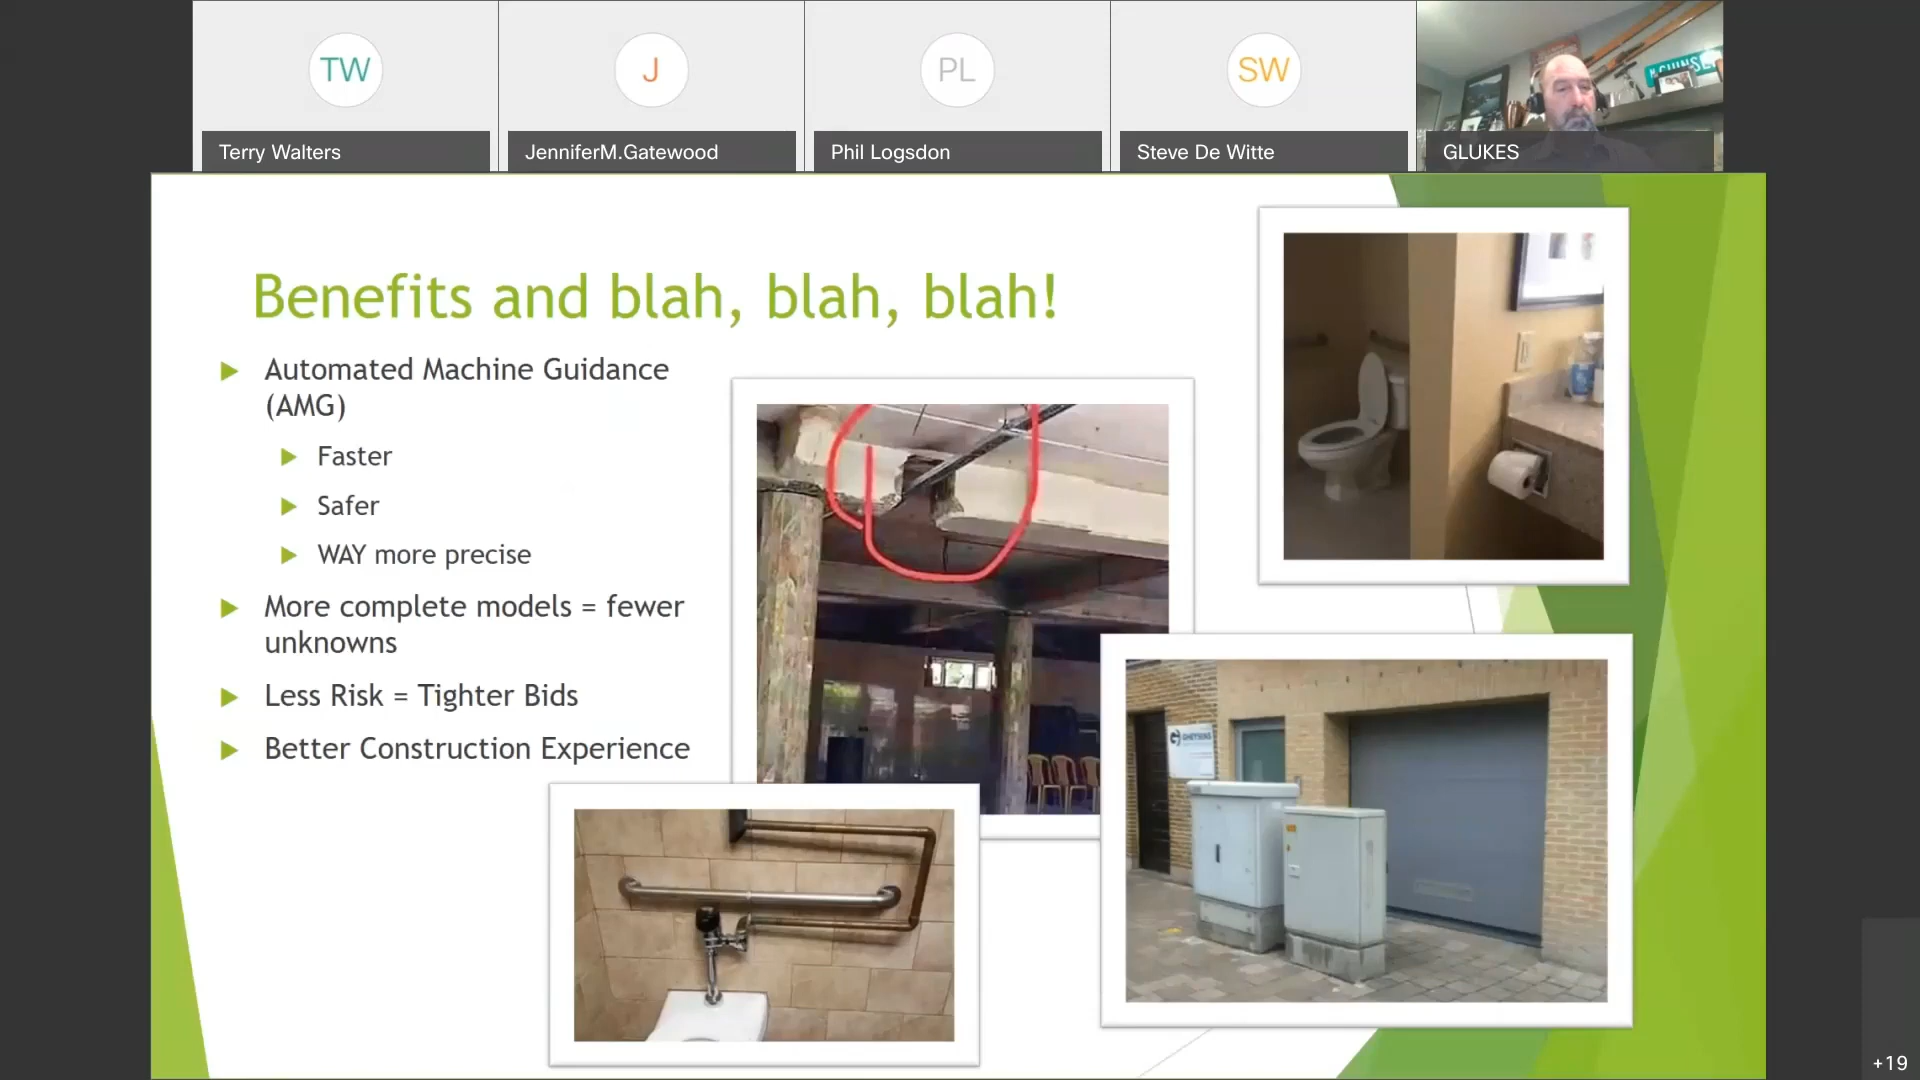 TW
J
PL
SW
Terry Walters
JenniferM.Gatewood
Phil Logsdon
Steve De Witte
GLUKES
Benefits and blah, blah, blah!
Automated Machine Guidance
(AMG)
Faster
Safer
WAY more precise
More complete models = fewer
unknowns
Less Risk = Tighter Bids
Better Construction Experience
+19